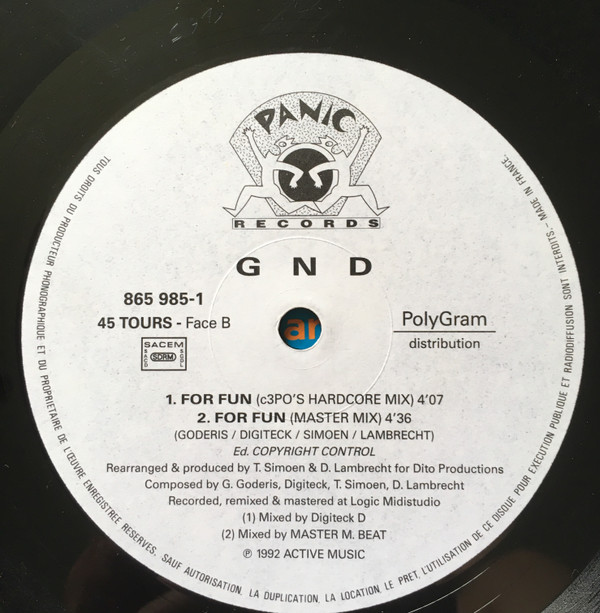 PANIC
RECORDS
GND
865 985-1
45 TOURS - Face B
SACEM
SACD SDRM SGDL
ar
PolyGram
distribution
1. FOR FUN (c3PO'S HARDCORE MIX) 4'07
2. FOR FUN (MASTER MIX) 4'36
(GODERIS / DIGITECK / SIMOEN / LAMBRECHT)
Ed. COPYRIGHT CONTROL
Rearranged & produced by T. Simoen & D. Lambrecht for Dito Productions
Composed by G. Goderis, Digiteck, T. Simoen, D. Lambrecht
Recorded, remixed & mastered at Logic Midistudio
(1) Mixed by Digiteck D
(2) Mixed by MASTER M. BEAT
℗ 1992 ACTIVE MUSIC
TOUS DROITS DU PRODUCTEUR PHONOGRAPHIQUE ET DU PROPRIETAIRE DE L'ŒUVRE ENREGISTREE RESERVES. SAUF AUTORISATION, LA DUPLICATION, LA LOCATION, LE PRET, L'UTILISATION DE CE DISQUE POUR EXECUTION PUBLIQUE ET RADIODIFFUSION SONT INTERDITS. - MADE IN FRANCE.